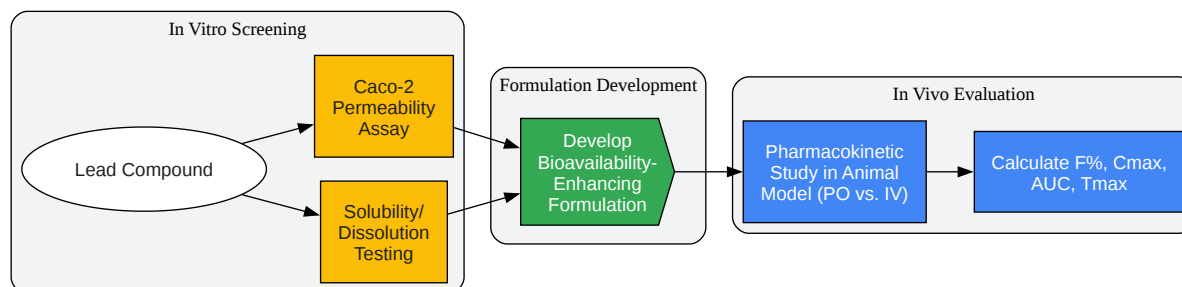 In Vitro Screening
Lead Compound
Caco-2
Permeability
Assay
Solubility/
Dissolution
Testing
Formulation Development
Develop
Bioavailability-
Enhancing
Formulation
In Vivo Evaluation
Pharmacokinetic
Study in Animal
Model (PO vs. IV)
Calculate F%, Cmax,
AUC, Tmax